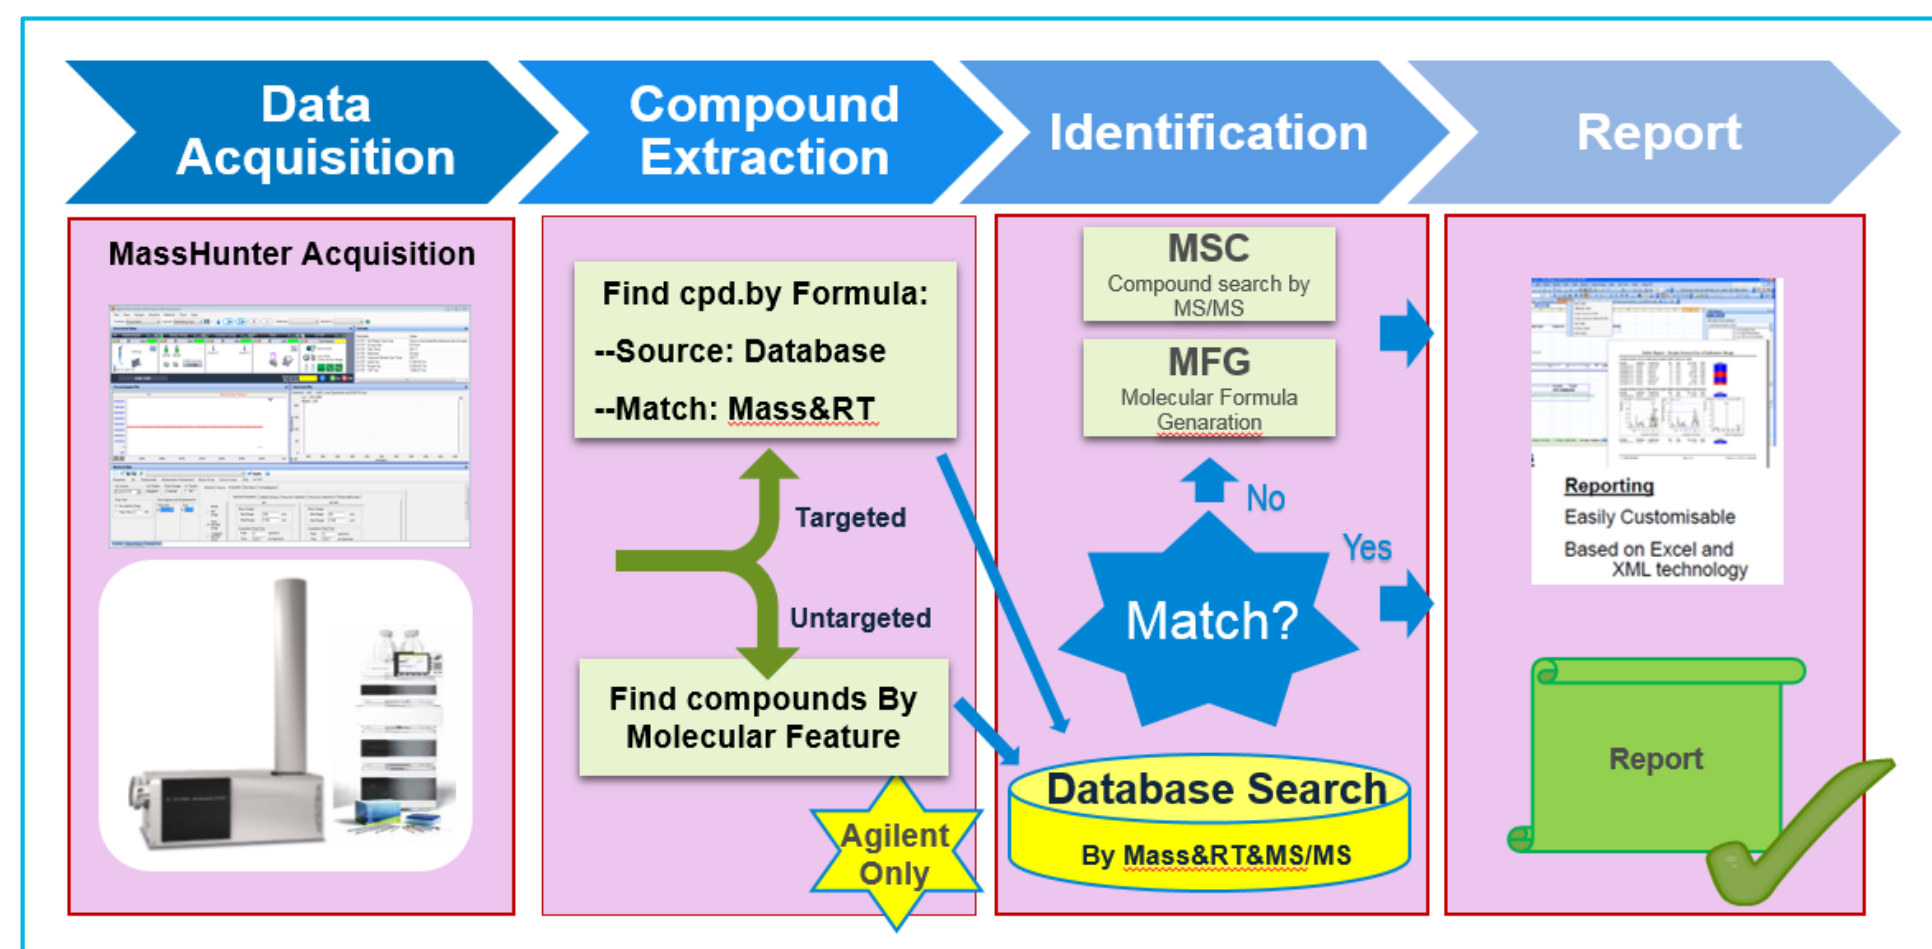 Data
Acquisition
Compound
Extraction
Identification
Report
MassHunter Acquisition
Find cpd.by Formula:
--Source: Database
--Match: Mass&RT
Targeted
Untargeted
Find compounds By
Molecular Feature
Agilent
Only
MSC
Compound search by
MS/MS
MFG
Molecular Formula
Genaration
No
Yes
Match?
Database Search
By Mass&RT&MS/MS
Reporting
Easily Customisable
Based on Excel and
XML technology
Report